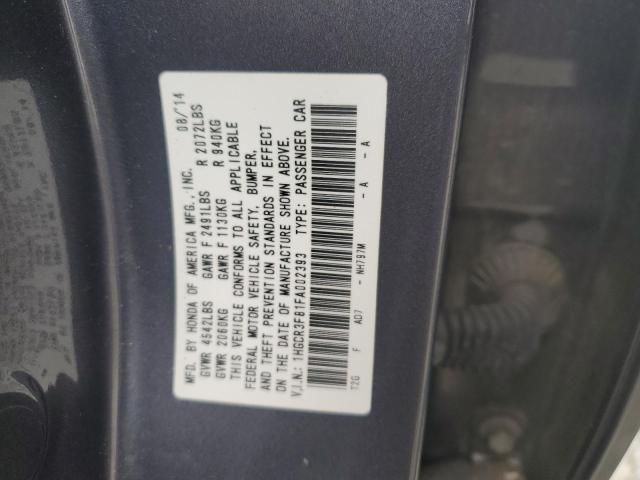 MFD. BY HONDA OF AMERICA MFG., INC. 08/14
GVWR 4542LBS GAWR F 2491LBS R 2072LBS
GVWR 2060KG GAWR F 1130KG R 940KG
THIS VEHICLE CONFORMS TO ALL APPLICABLE
FEDERAL MOTOR VEHICLE SAFETY, BUMPER,
AND THEFT PREVENTION STANDARDS IN EFFECT
ON THE DATE OF MANUFACTURE SHOWN ABOVE.
V.I.N.: 1HGCR3F81FA002393 TYPE: PASSENGER CAR
T2G F AD7 - NH797M - A - A